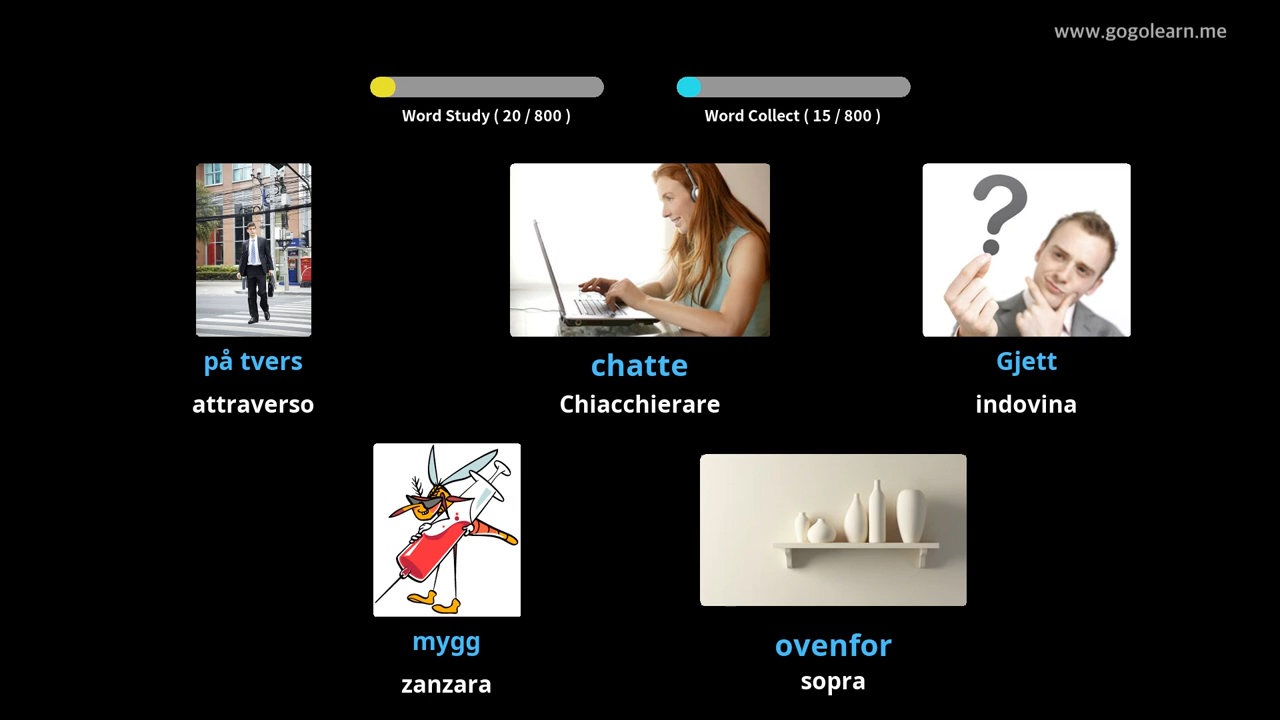 www.gogolearn.me
Word Study ( 20 / 800 )
Word Collect ( 15 / 800 )
på tvers
chatte
Gjett
attraverso
Chiacchierare
indovina
mygg
ovenfor
zanzara
sopra